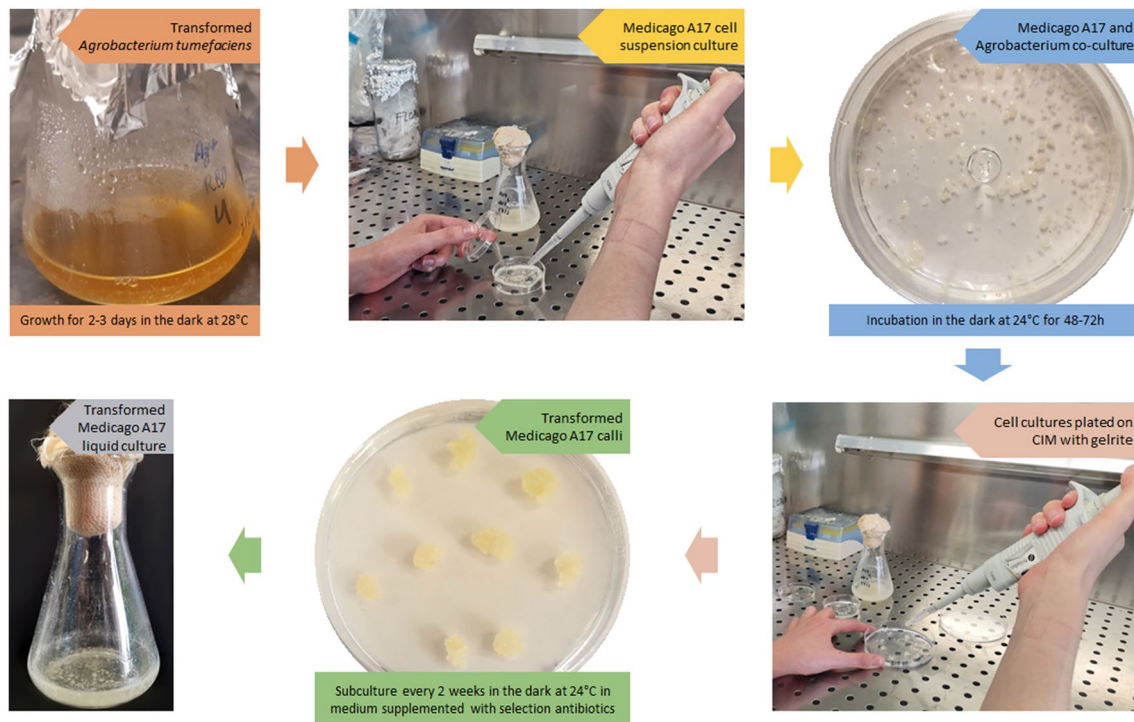 Transformed
Agrobacterium tumefaciens
Growth for 2-3 days in the dark at 28°C
Medicago A17 cell
suspension culture
Medicago A17 and
Agrobacterium co-culture
Incubation in the dark at 24°C for 48-72h
Cell cultures plated on
CIM with gelrite
Transformed
Medicago A17 calli
Subculture every 2 weeks in the dark at 24°C in
medium supplemented with selection antibiotics
Transformed
Medicago A17
liquid culture